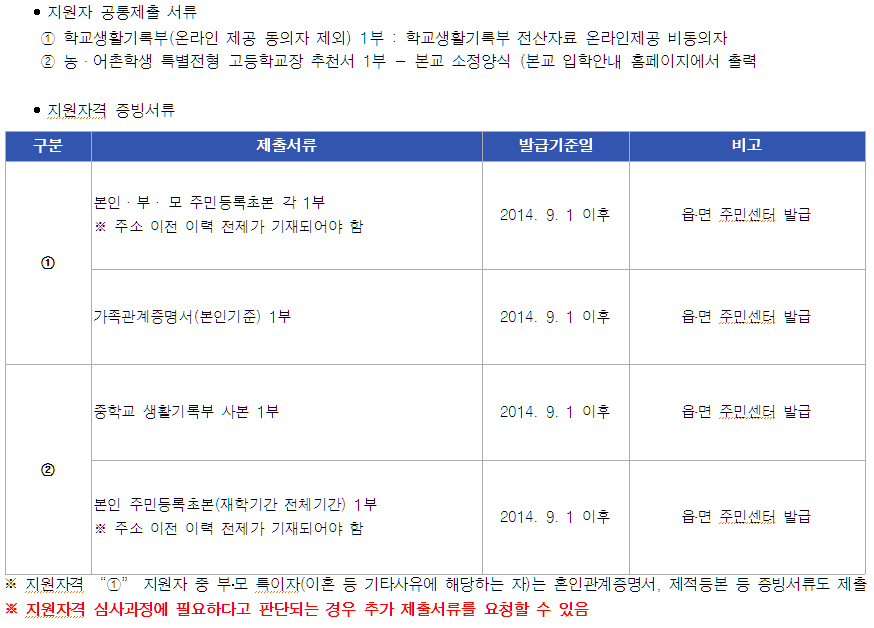 • 지원자 공통제출 서류
① 학교생활기록부(온라인 제공 동의자 제외) 1부 : 학교생활기록부 전산자료 온라인제공 비동의자
② 농·어촌학생 특별전형 고등학교장 추천서 1부 – 본교 소정양식 (본교 입학안내 홈페이지에서 출력
• 지원자격 증빙서류
구분 제출서류 발급기준일 비고
①
본인·부· 모 주민등록초본 각 1부
※ 주소 이전 이력 전제가 기재되어야 함
2014. 9. 1 이후
읍·면 주민센터 발급
가족관계증명서(본인기준) 1부
2014. 9. 1 이후
읍·면 주민센터 발급
②
중학교 생활기록부 사본 1부
2014. 9. 1 이후
읍·면 주민센터 발급
본인 주민등록초본(재학기간 전체기간) 1부
※ 주소 이전 이력 전제가 기재되어야 함
2014. 9. 1 이후
읍·면 주민센터 발급
※ 지원자격 “①” 지원자 중 부·모 특이자(이혼 등 기타사유에 해당하는 자)는 혼인관계증명서, 제적등본 등 증빙서류도 제출
※ 지원자격 심사과정에 필요하다고 판단되는 경우 추가 제출서류를 요청할 수 있음